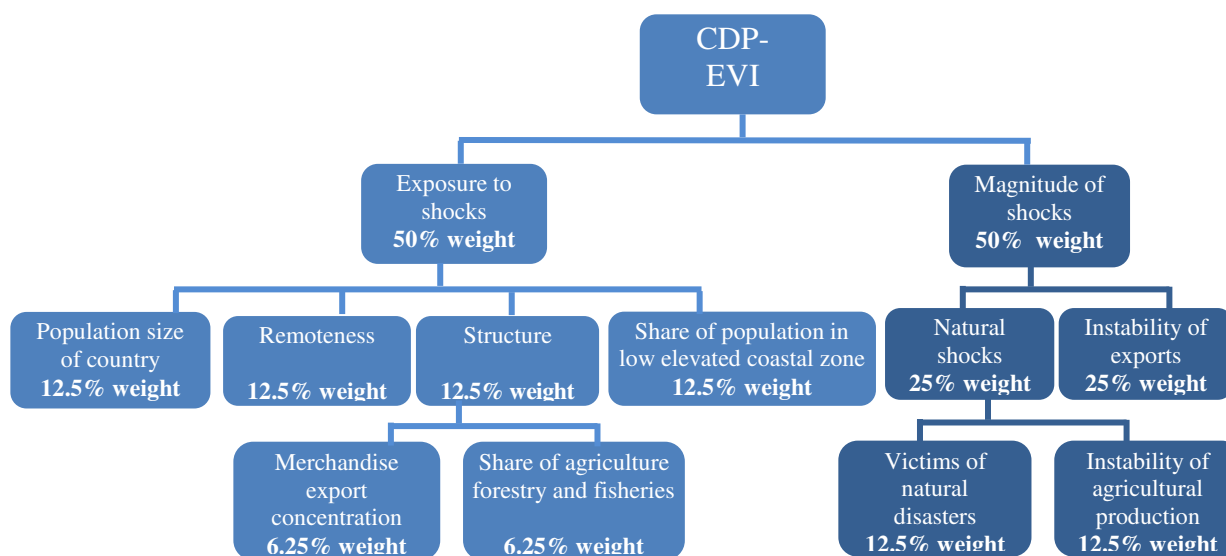 CDP-
EVI
Exposure to
shocks
50% weight
Magnitude of
shocks
50% weight
Population size
of country
12.5% weight
Remoteness
12.5% weight
Structure
12.5% weight
Share of population in
low elevated coastal zone
12.5% weight
Natural
shocks
25% weight
Instability of
exports
25% weight
Merchandise
export
concentration
6.25% weight
Share of agriculture
forestry and fisheries
6.25% weight
Victims of
natural
disasters
12.5% weight
Instability of
agricultural
production
12.5% weight